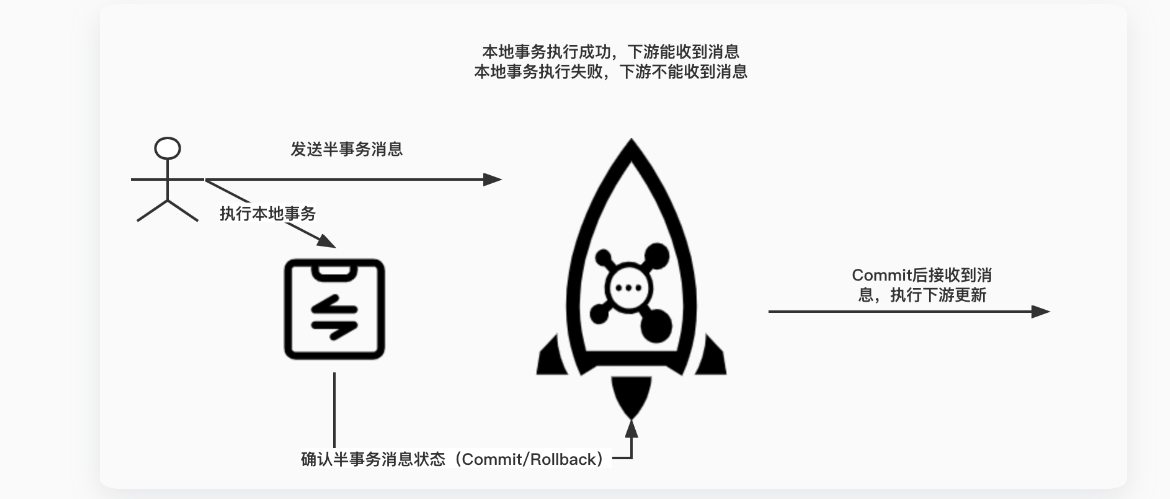 本地事务执行成功，下游能收到消息
本地事务执行失败，下游不能收到消息
发送半事务消息
执行本地事务
Commit后接收到消
息，执行下游更新
确认半事务消息状态（Commit/Rollback）